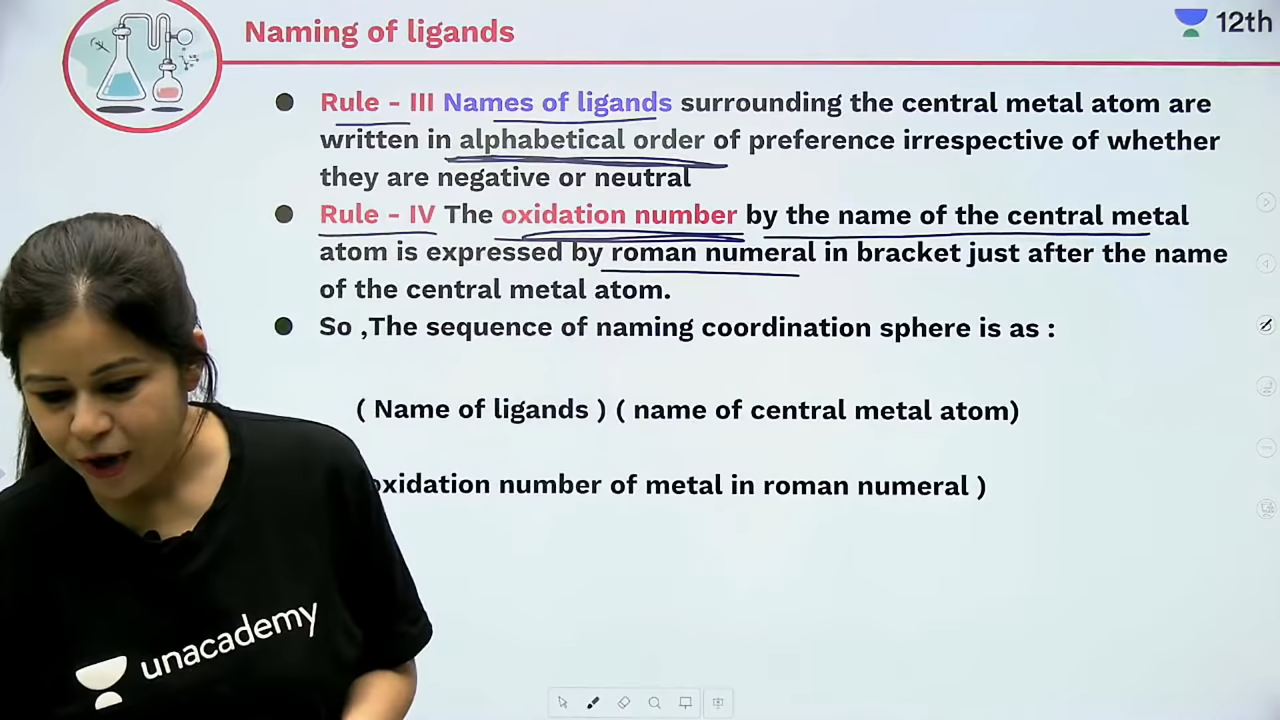 Naming of ligands
12th
Rule - III Names of ligands surrounding the central metal atom are
written in alphabetical order of preference irrespective of whether
they are negative or neutral
Rule - IV The oxidation number by the name of the central metal
atom is expressed by roman numeral in bracket just after the name
of the central metal atom.
So ,The sequence of naming coordination sphere is as :
( Name of ligands ) ( name of central metal atom)
oxidation number of metal in roman numeral )
unacademy